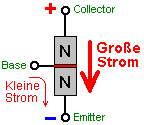 + Collector
N
Große
Strom
Base
N
Kleine
Strom
– Emitter